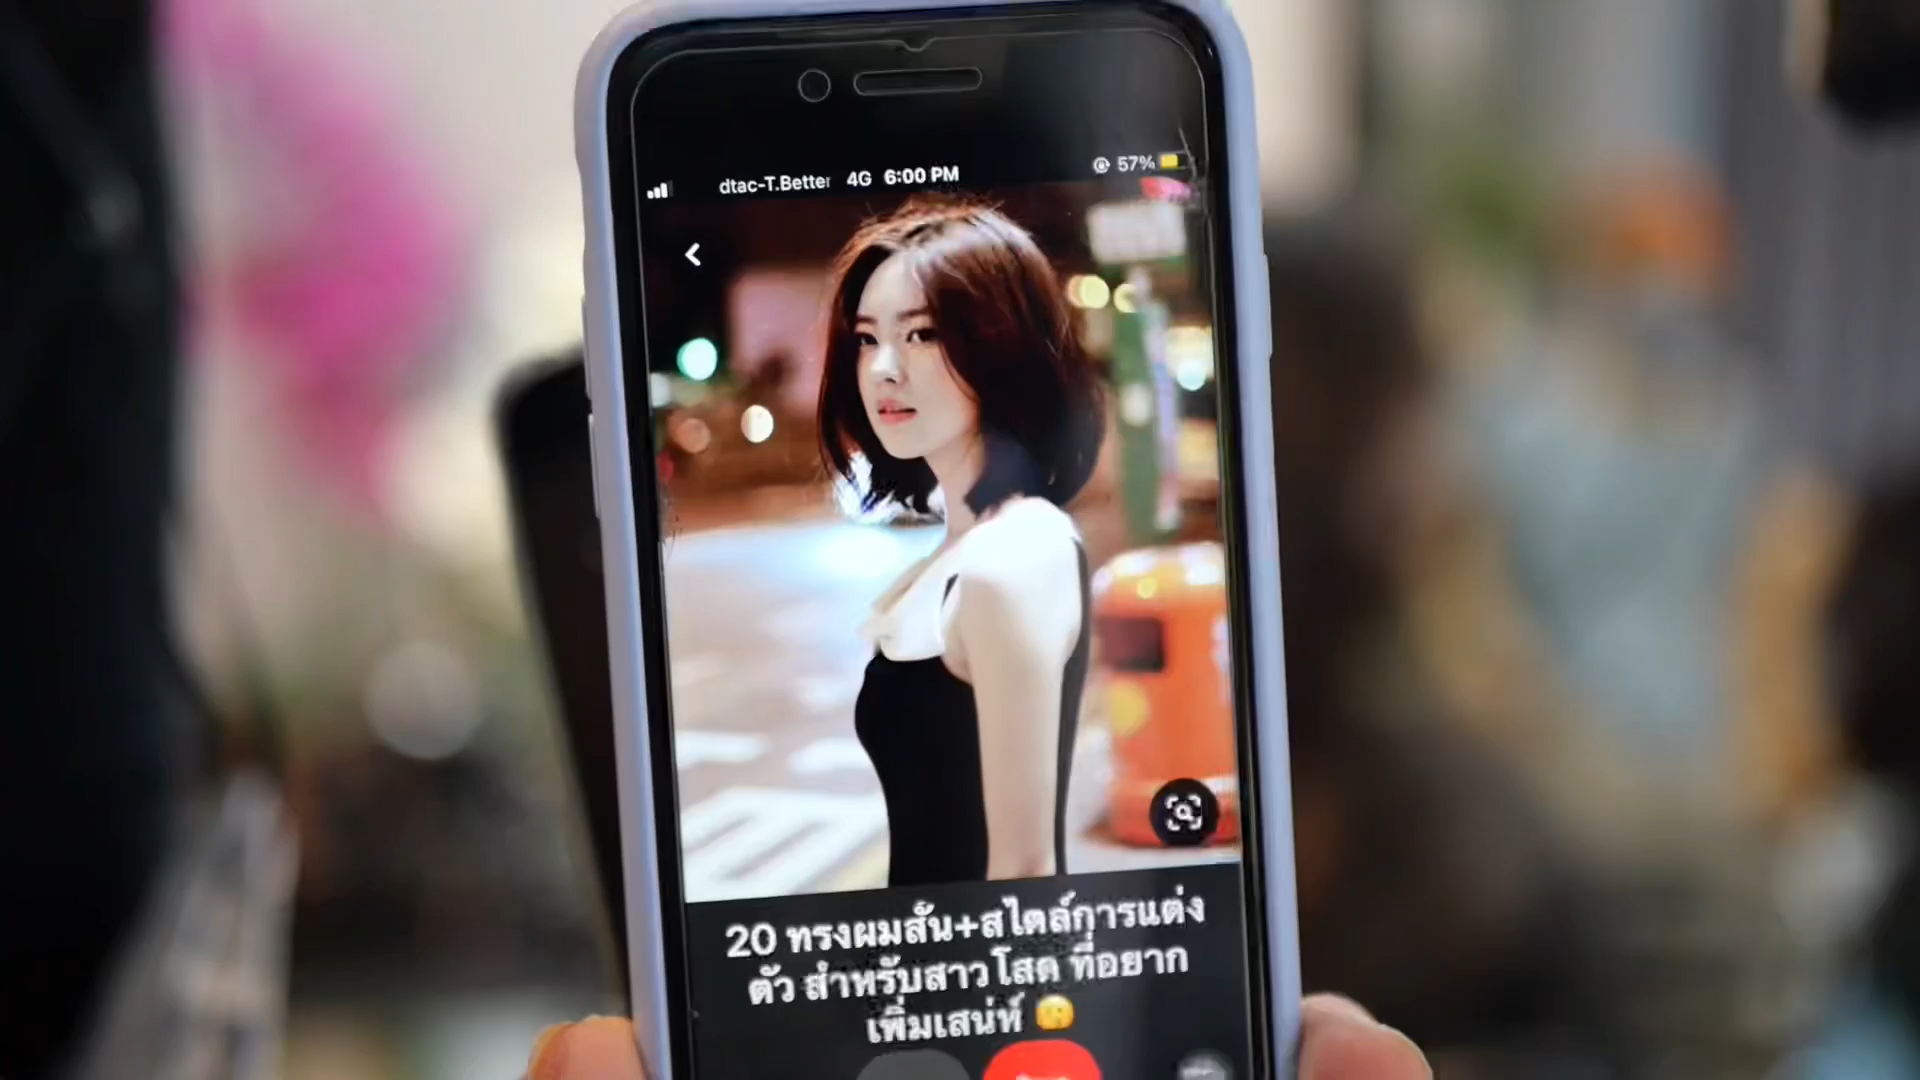 dtac-T.Better 4G 6:00 PM 57%
20 ทรงผมสั้น+สไตล์การแต่ง
ตัว สำหรับสาวโสด ที่อยาก
เพิ่มเสน่ห์ 🫣